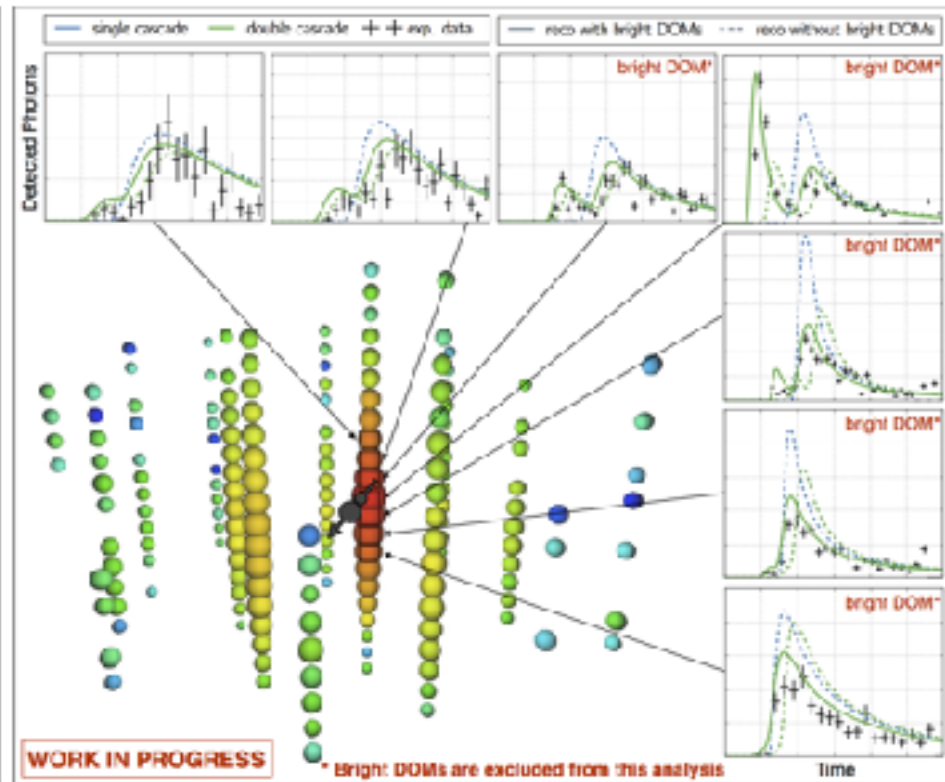 single cascade double cascade exp. data reco with bright DOMs reco without bright DOMs
Detected Photons
bright DOM*
bright DOM*
bright DOM*
bright DOM*
bright DOM*
WORK IN PROGRESS
* Bright DOMs are excluded from this analysis
Time